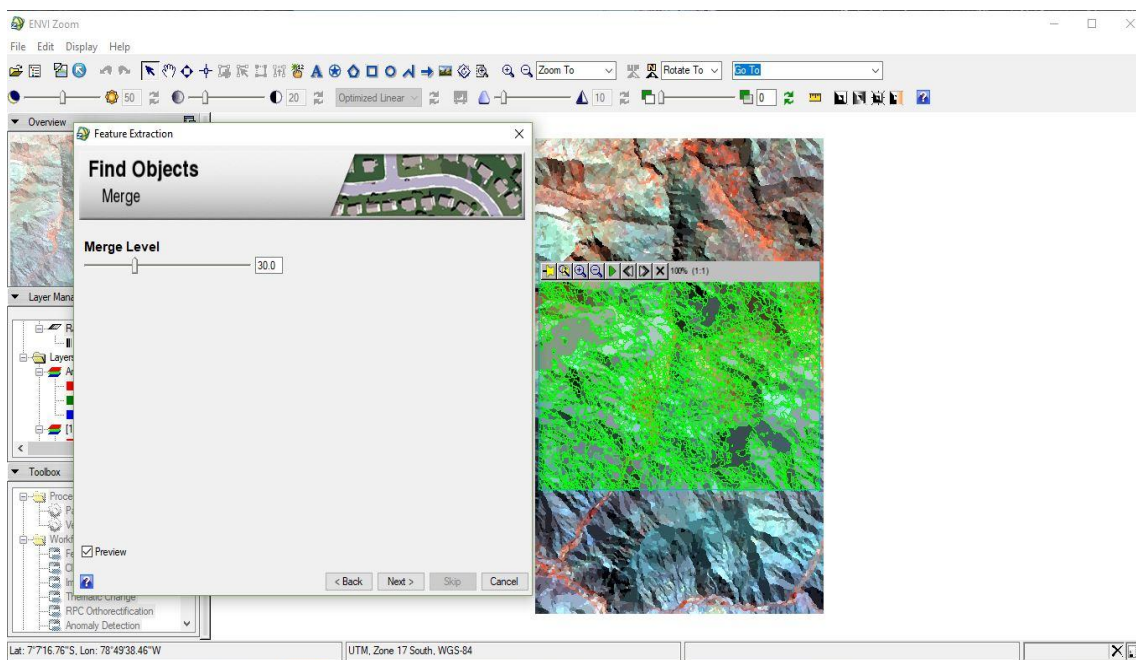 ENVI Zoom
File Edit Display Help
Zoom To Rotate To Go To
50 20 Optimized Linear 10 0
Overview
Feature Extraction
Find Objects
Merge
Merge Level
30.0
100% (1:1)
Layer Mana
Layers
Toolbox
Proce
Workf
Thematic Change
RPC Orthorectification
Anomaly Detection
Preview
< Back Next > Skip Cancel
Lat: 7°7'16.76"S, Lon: 78°49'38.46"W UTM, Zone 17 South, WGS-84